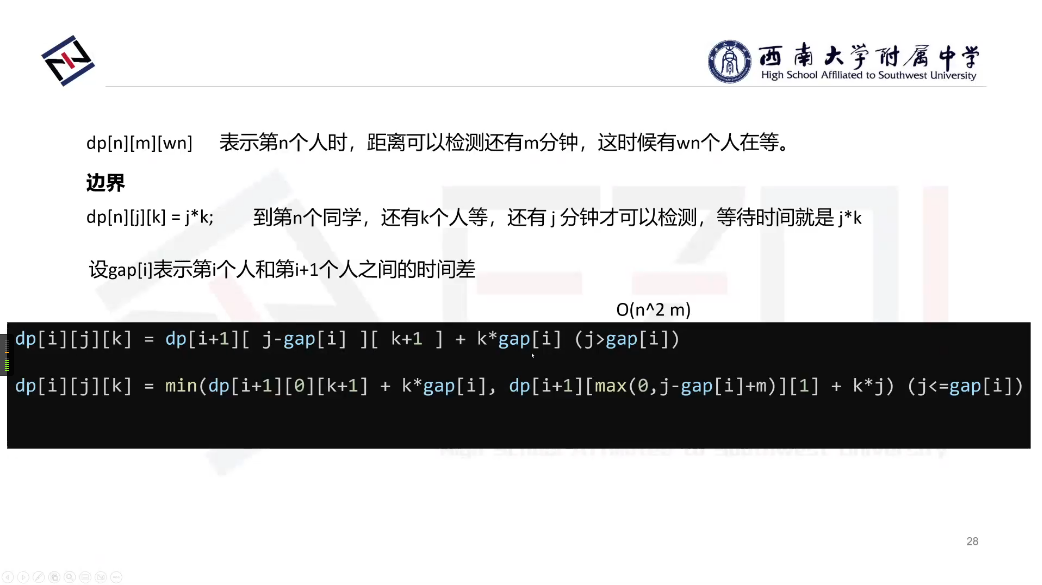 西南大学附属中学
High School Affiliated to Southwest University
dp[n][m][wn] 表示第n个人时，距离可以检测还有m分钟，这时候有wn个人在等。
边界
dp[n][j][k] = j*k; 到第n个同学，还有k个人等，还有 j 分钟才可以检测，等待时间就是 j*k
设gap[i]表示第i个人和第i+1个人之间的时间差
O(n^2 m)
dp[i][j][k] = dp[i+1][ j-gap[i] ][ k+1 ] + k*gap[i] (j>gap[i])
dp[i][j][k] = min(dp[i+1][0][k+1] + k*gap[i], dp[i+1][max(0,j-gap[i]+m)][1] + k*j) (j<=gap[i])
High School Affiliated to Southwest University
28